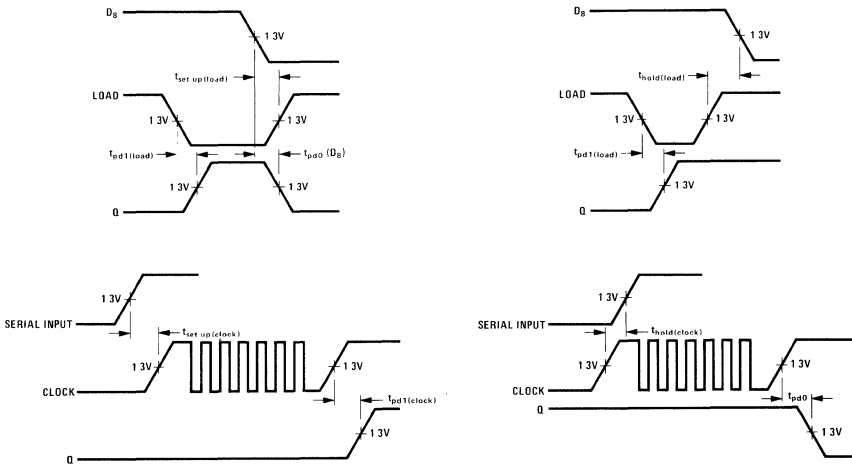 D8
1 3V
tset up(load)
LOAD
1 3V
1 3V
tpd1(load)
tpd0 (D8)
1 3V
1 3V
Q
D8
1 3V
thold(load)
LOAD
1 3V
1 3V
tpd1(load)
1 3V
Q
1 3V
SERIAL INPUT
tset up(clock)
1 3V
1 3V
CLOCK
tpd1(clock)
1 3V
Q
1 3V
SERIAL INPUT
thold(clock)
1 3V
1 3V
CLOCK
tpd0
Q
1 3V